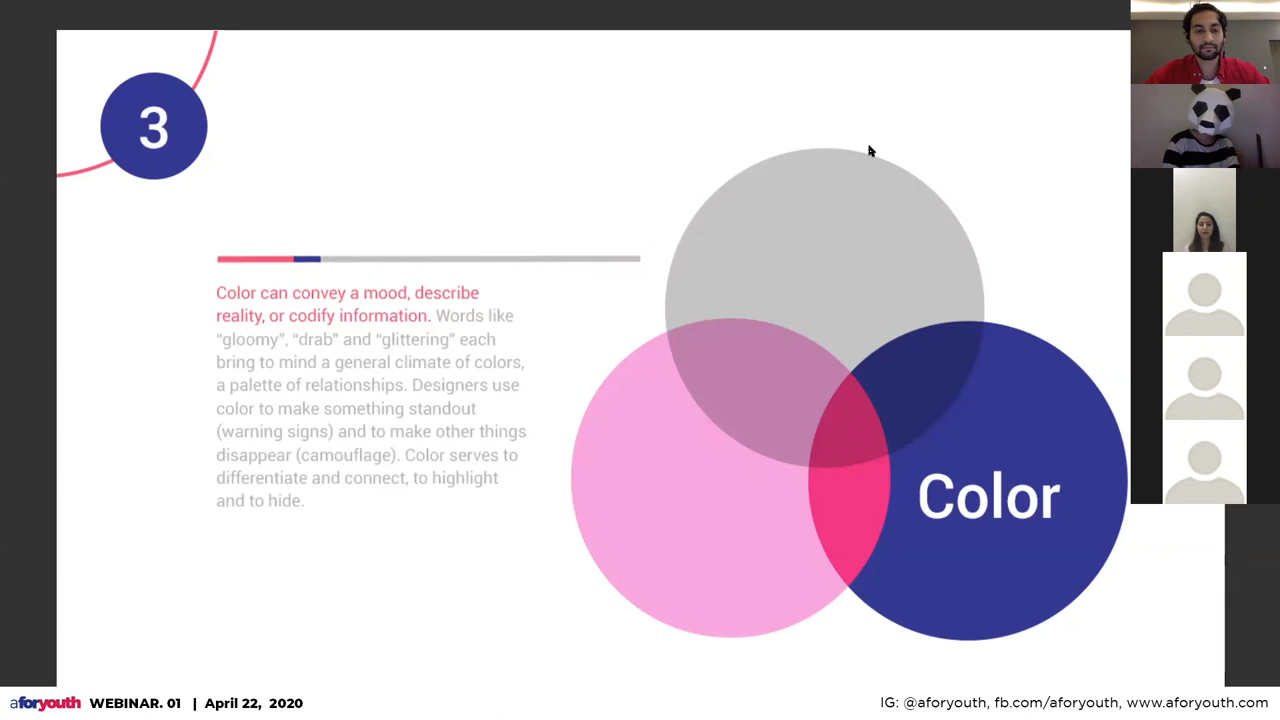 3
Color can convey a mood, describe
reality, or codify information. Words like
“gloomy”, “drab” and “glittering” each
bring to mind a general climate of colors,
a palette of relationships. Designers use
color to make something standout
(warning signs) and to make other things
disappear (camouflage). Color serves to
differentiate and connect, to highlight
and to hide.
Color
aforyouth WEBINAR. 01 | April 22, 2020
IG: @aforyouth, fb.com/aforyouth, www.aforyouth.com